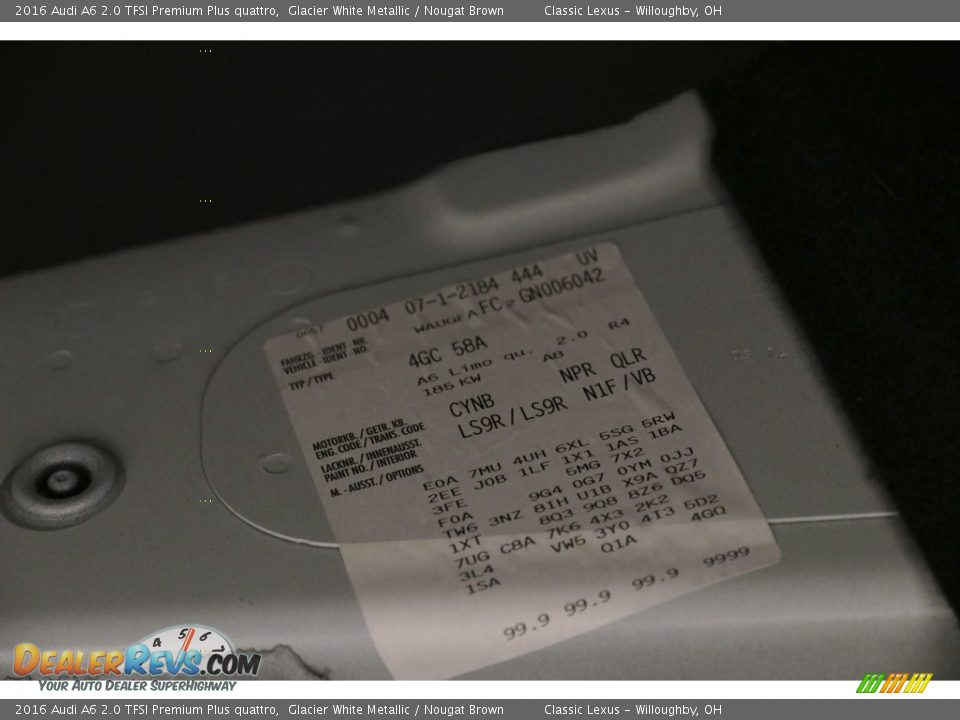 2016 Audi A6 2.0 TFSI Premium Plus quattro, Glacier White Metallic / Nougat Brown Classic Lexus - Willoughby, OH
0004 07-1-2184 444 UV
FAHRZG.-IDENT.-NR.
VEHICLE-IDENT-NO. WAUGFAFC2GN006042
TYP/TYPE 4GC 58A
A6 Limo qu. 2.0 R4
185 KW A8
MOTORKB./GETR.KB.
ENG.CODE/TRANS.CODE CYNB NPR QLR
LACKNR./INNENAUSST.
PAINT NO./INTERIOR LS9R/LS9R N1F/VB
M.-AUSST./OPTIONS
E0A 7MU 4UH 6XL 5SG 5RW
2EE J0B 1LF 1X1 1AS 1BA
3FE 5MG 7X2
F0A 9G4 0G7 0YM 0JJ
TW6 3NZ 8IH U1B X9A QZ7
1XT 8Q3 9Q8 8Z6 DQ5
7UG C8A 7K6 4X3 2K2
3L4 VW5 3Y0 4I3 5D2
1SA Q1A 4GQ
99.9 99.9 99.9 9999
DEALERREVS.COM
YOUR AUTO DEALER SUPERHIGHWAY
2016 Audi A6 2.0 TFSI Premium Plus quattro, Glacier White Metallic / Nougat Brown Classic Lexus - Willoughby, OH